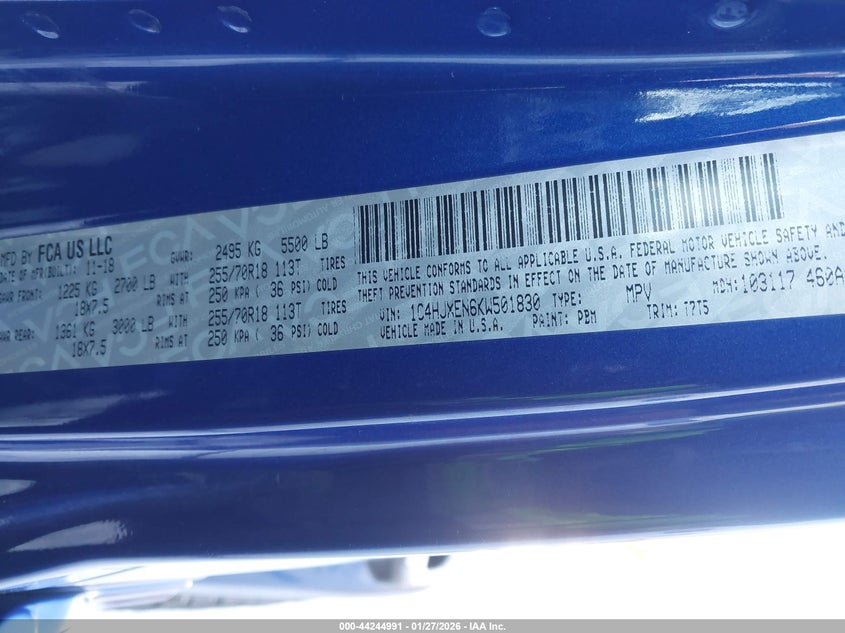 MFD BY FCA US LLC GVWR: 2495 KG 5500 LB
DATE OF MFR(BUILT): 11-18
GAWR FRONT: 1225 KG 2700 LB WITH 255/70R18 113T TIRES
18X7.5 RIMS AT 250 KPA ( 36 PSI) COLD
GAWR REAR: 1361 KG 3000 LB WITH 255/70R18 113T TIRES
18X7.5 RIMS AT 250 KPA ( 36 PSI) COLD
THIS VEHICLE CONFORMS TO ALL APPLICABLE U.S.A. FEDERAL MOTOR VEHICLE SAFETY AND
THEFT PREVENTION STANDARDS IN EFFECT ON THE DATE OF MANUFACTURE SHOWN ABOVE.
VIN: 1C4HJXEN6KW501830 TYPE: MPV MDH: 103117 460A
VEHICLE MADE IN U.S.A. PAINT: PBM TRIM: T7T5
000-44244991 - 01/27/2026 - IAA Inc.